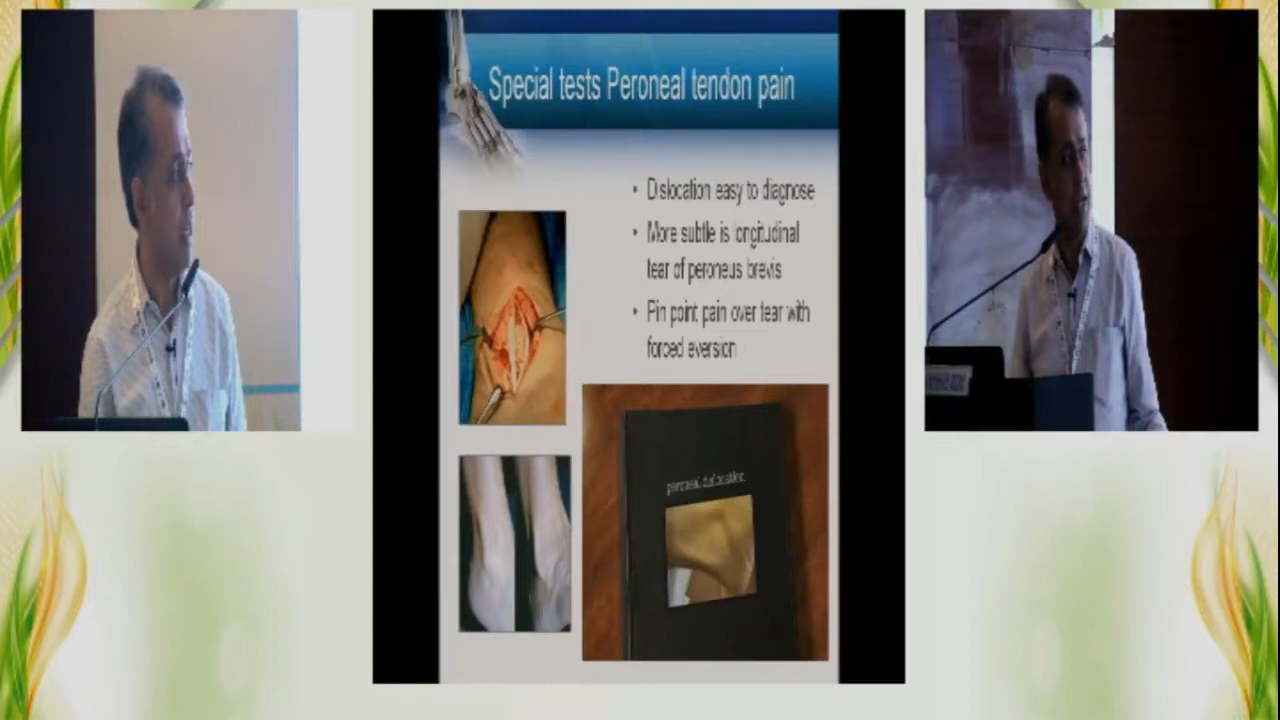 Special tests Peroneal tendon pain
• Dislocation easy to diagnose
• More subtle is longitudinal
tear of peroneus brevis
• Pin point pain over tear with
forced eversion
peroneal dislocation